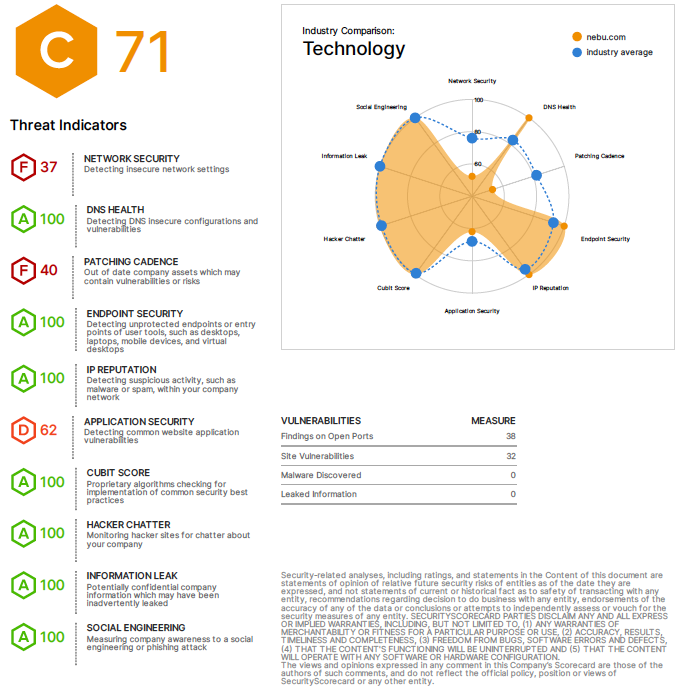 C 71
Threat Indicators
F 37
NETWORK SECURITY
Detecting insecure network settings
A 100
DNS HEALTH
Detecting DNS insecure configurations and
vulnerabilities
F 40
PATCHING CADENCE
Out of date company assets which may
contain vulnerabilities or risks
A 100
ENDPOINT SECURITY
Detecting unprotected endpoints or entry
points of user tools, such as desktops,
laptops, mobile devices, and virtual
desktops
A 100
IP REPUTATION
Detecting suspicious activity, such as
malware or spam, within your company
network
D 62
APPLICATION SECURITY
Detecting common website application
vulnerabilities
A 100
CUBIT SCORE
Proprietary algorithms checking for
implementation of common security best
practices
A 100
HACKER CHATTER
Monitoring hacker sites for chatter about
your company
A 100
INFORMATION LEAK
Potentially confidential company
information which may have been
inadvertently leaked
A 100
SOCIAL ENGINEERING
Measuring company awareness to a social
engineering or phishing attack
Industry Comparison:
Technology
nebu.com
industry average
Network Security
100
80
60
DNS Health
Patching Cadence
Endpoint Security
IP Reputation
Application Security
Cubit Score
Hacker Chatter
Information Leak
Social Engineering
VULNERABILITIES MEASURE
Findings on Open Ports 38
Site Vulnerabilities 32
Malware Discovered 0
Leaked Information 0
Security-related analyses, including ratings, and statements in the Content of this document are
statements of opinion of relative future security risks of entities as of the date they are
expressed, and not statements of current or historical fact as to safety of transacting with any
entity, recommendations regarding decision to do business with any entity, endorsements of the
accuracy of any of the data or conclusions or attempts to independently assess or vouch for the
security measures of any entity. SECURITYSCORECARD PARTIES DISCLAIM ANY AND ALL EXPRESS
OR IMPLIED WARRANTIES, INCLUDING, BUT NOT LIMITED TO, (1) ANY WARRANTIES OF
MERCHANTABILITY OR FITNESS FOR A PARTICULAR PURPOSE OR USE, (2) ACCURACY, RESULTS,
TIMELINESS AND COMPLETENESS, (3) FREEDOM FROM BUGS, SOFTWARE ERRORS AND DEFECTS,
(4) THAT THE CONTENT'S FUNCTIONING WILL BE UNINTERRUPTED AND (5) THAT THE CONTENT
WILL OPERATE WITH ANY SOFTWARE OR HARDWARE CONFIGURATION.
The views and opinions expressed in any comment in this Company's Scorecard are those of the
authors of such comments, and do not reflect the official policy, position or views of
SecurityScorecard or any other entity.